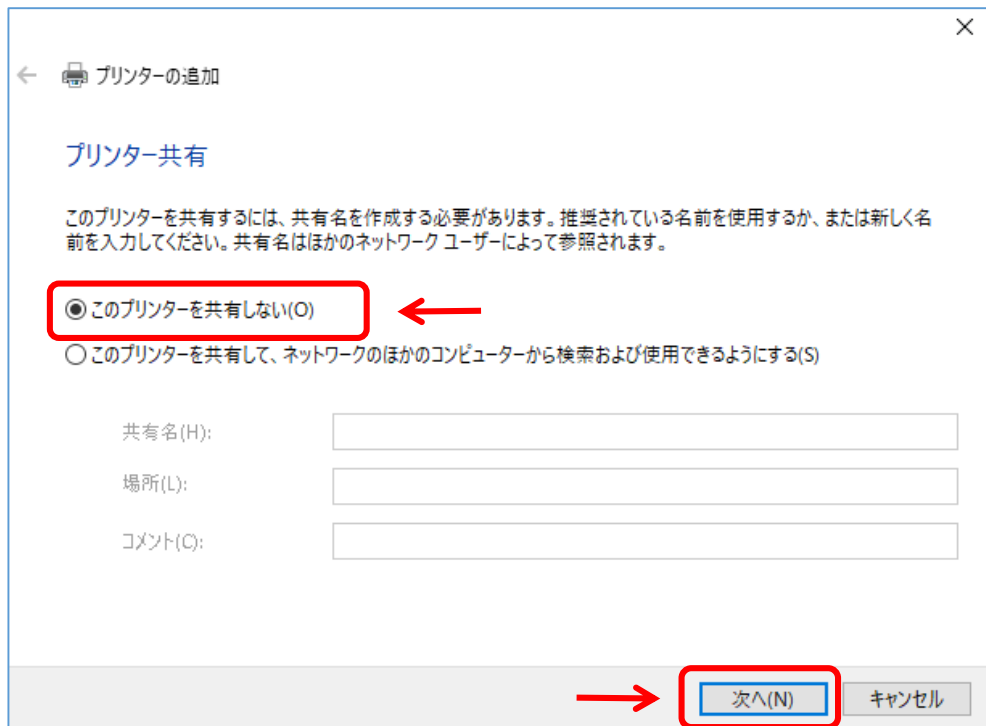 プリンターの追加
プリンター共有
このプリンターを共有するには、共有名を作成する必要があります。推奨されている名前を使用するか、または新しく名
前を入力してください。共有名はほかのネットワーク ユーザーによって参照されます。
このプリンターを共有しない(O)
このプリンターを共有して、ネットワークのほかのコンピューターから検索および使用できるようにする(S)
共有名(H):
場所(L):
コメント(C):
次へ(N) キャンセル